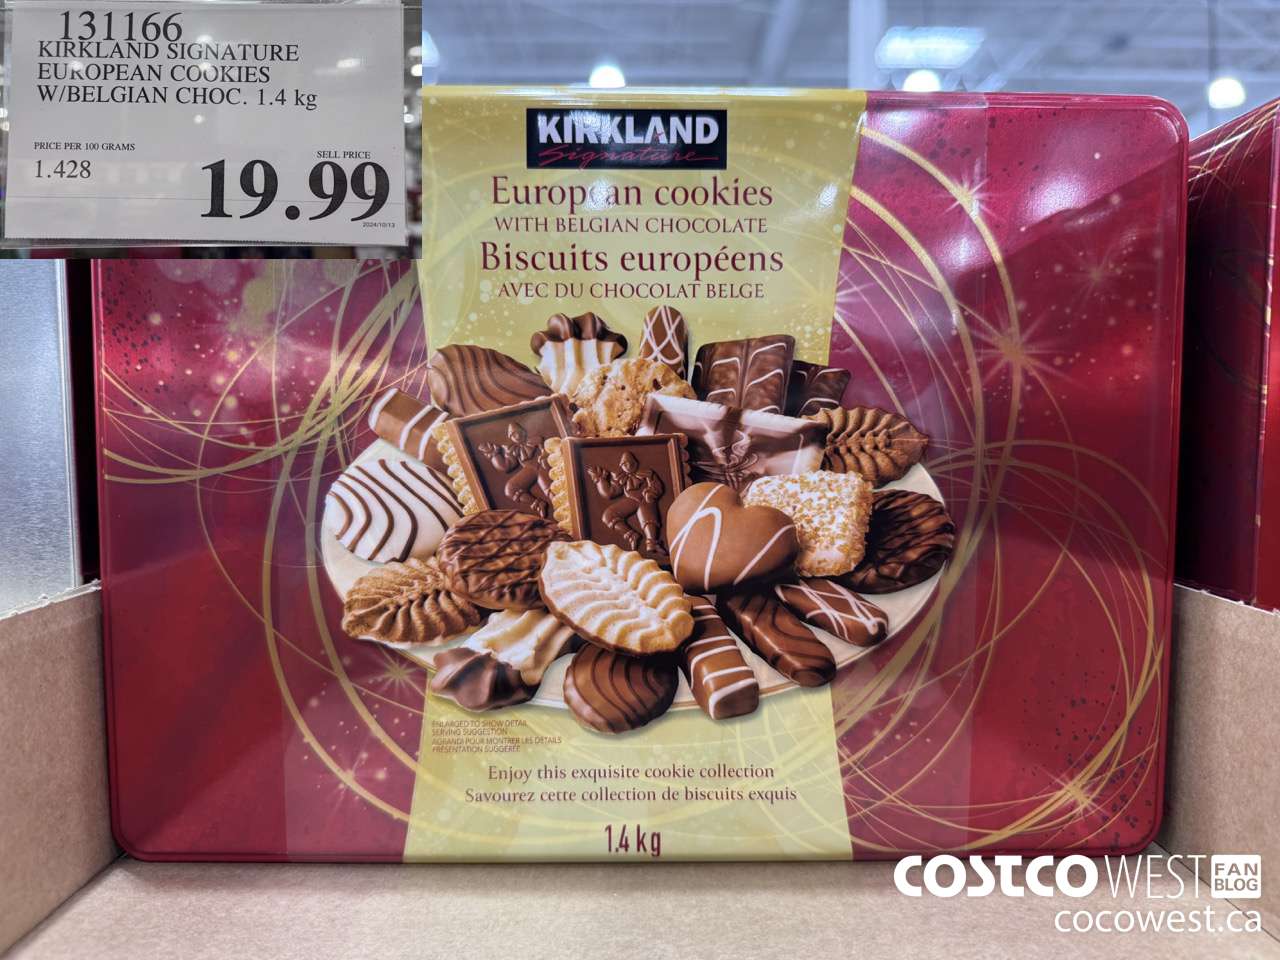 131166
KIRKLAND SIGNATURE
EUROPEAN COOKIES
W/BELGIAN CHOC. 1.4 kg
PRICE PER 100 GRAMS
1.428
SELL PRICE
19.99
2024/10/13
KIRKLAND
Signature
European cookies
WITH BELGIAN CHOCOLATE
Biscuits européens
AVEC DU CHOCOLAT BELGE
ENLARGED TO SHOW DETAIL
SERVING SUGGESTION
AGRANDI POUR MONTRER LES DÉTAILS
PRÉSENTATION SUGGÉRÉE
Enjoy this exquisite cookie collection
Savourez cette collection de biscuits exquis
1.4 kg
COSTCO WEST FAN BLOG
cocowest.ca